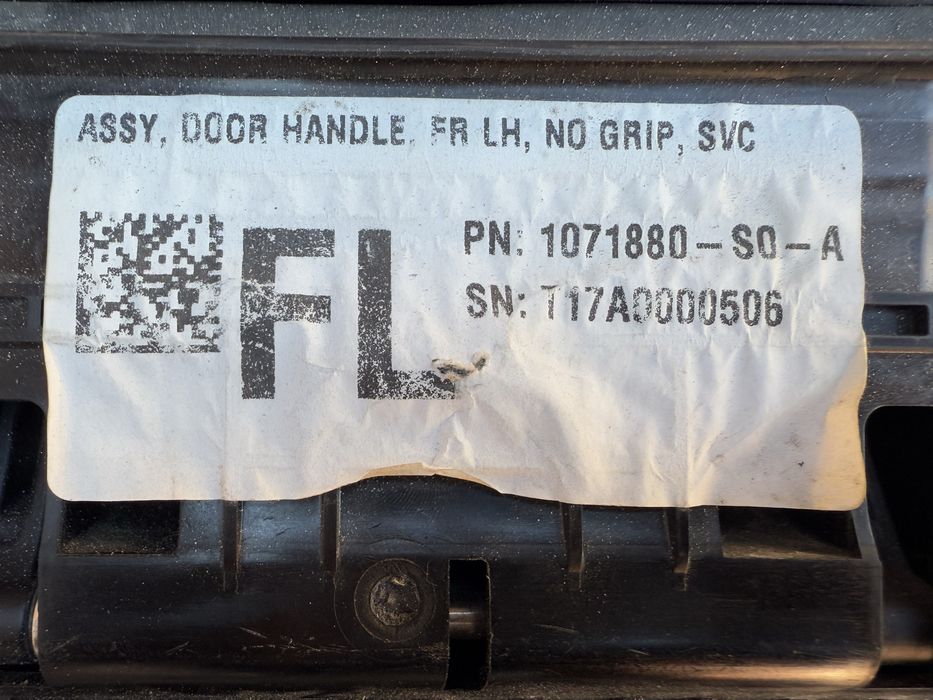 ASSY, DOOR HANDLE, FR LH, NO GRIP, SVC
FL
PN: 1071880-S0-A
SN: T17A0000506